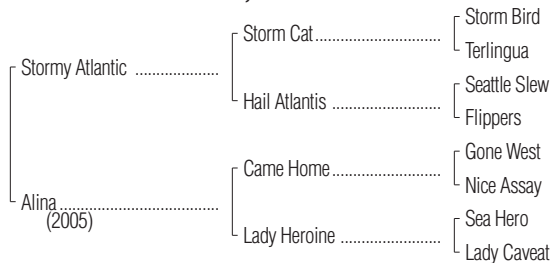 Storm Bird
Storm Cat
Terlingua
Stormy Atlantic
Seattle Slew
Hail Atlantis
Flippers
Gone West
Came Home
Nice Assay
Alina
(2005)
Sea Hero
Lady Heroine
Lady Caveat